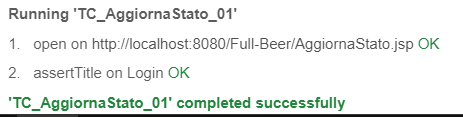 Running 'TC_AggiornaStato_01'
1. open on http://localhost:8080/Full-Beer/AggiornaStato.jsp OK
2. assertTitle on Login OK
'TC_AggiornaStato_01' completed successfully